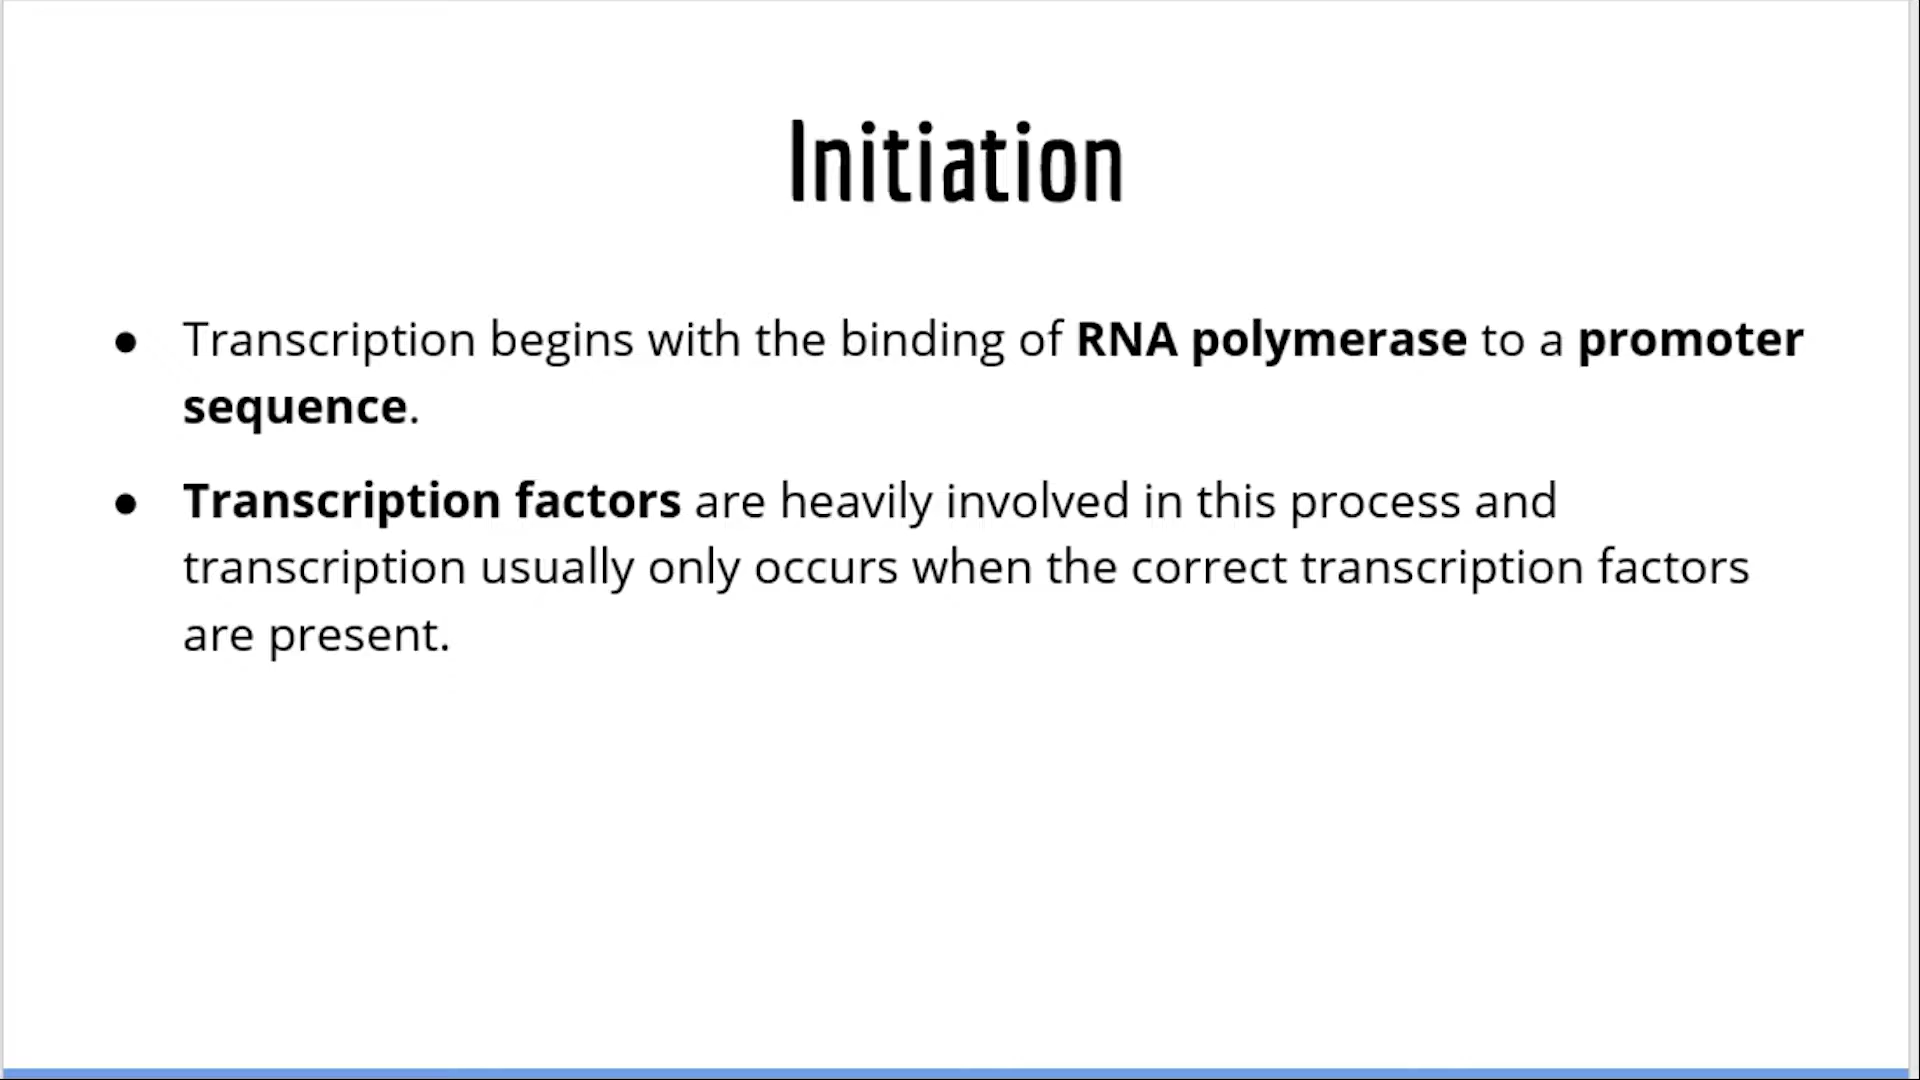 Initiation
● Transcription begins with the binding of RNA polymerase to a promoter
sequence.
● Transcription factors are heavily involved in this process and
transcription usually only occurs when the correct transcription factors
are present.